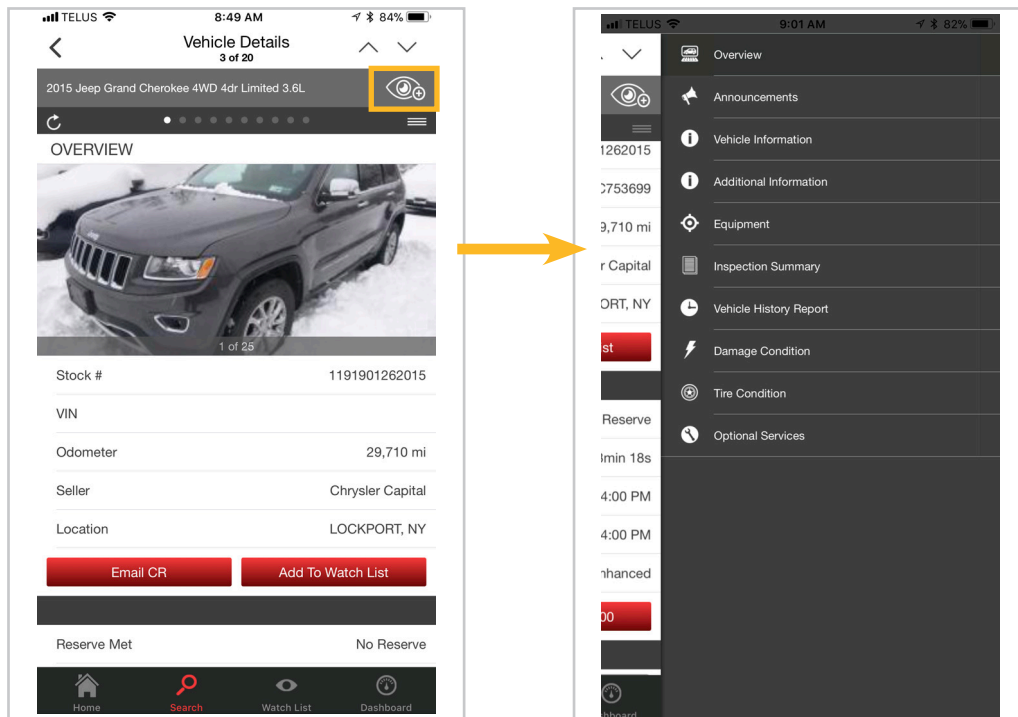 TELUS 8:49 AM 84%
Vehicle Details
3 of 20
2015 Jeep Grand Cherokee 4WD 4dr Limited 3.6L
OVERVIEW
1 of 25
Stock # 1191901262015
VIN
Odometer 29,710 mi
Seller Chrysler Capital
Location LOCKPORT, NY
Email CR Add To Watch List
Reserve Met No Reserve
Home Search Watch List Dashboard
TELUS 9:01 AM 82%
Overview
Announcements
Vehicle Information
Additional Information
Equipment
Inspection Summary
Vehicle History Report
Damage Condition
Tire Condition
Optional Services
1262015
C753699
9,710 mi
r Capital
ORT, NY
st
Reserve
min 18s
4:00 PM
4:00 PM
nhanced
00
hboard